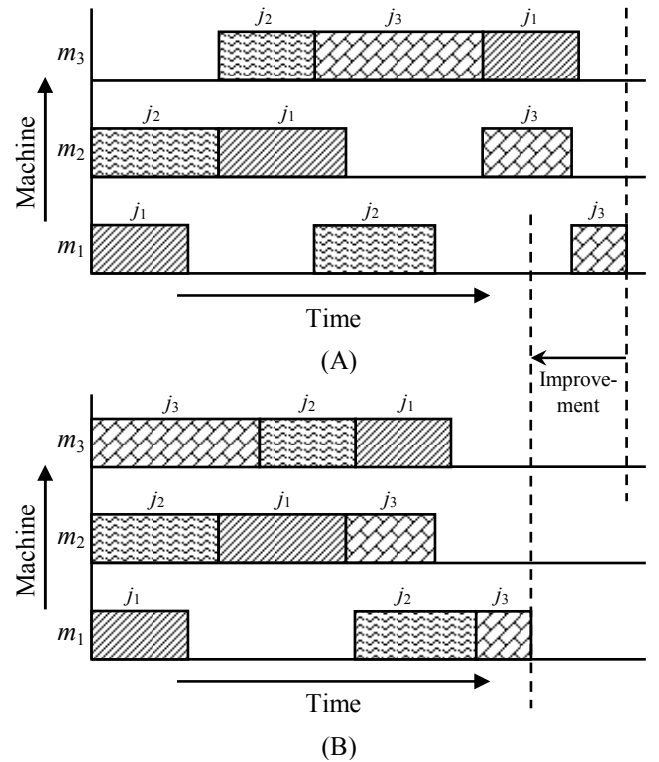 j2 j3 j1
m3
j2 j1 j3
m2
j1 j2 j3
m1
Machine
Time
(A)
Improve-
ment
j3 j2 j1
m3
j2 j1 j3
m2
j1 j2 j3
m1
Machine
Time
(B)